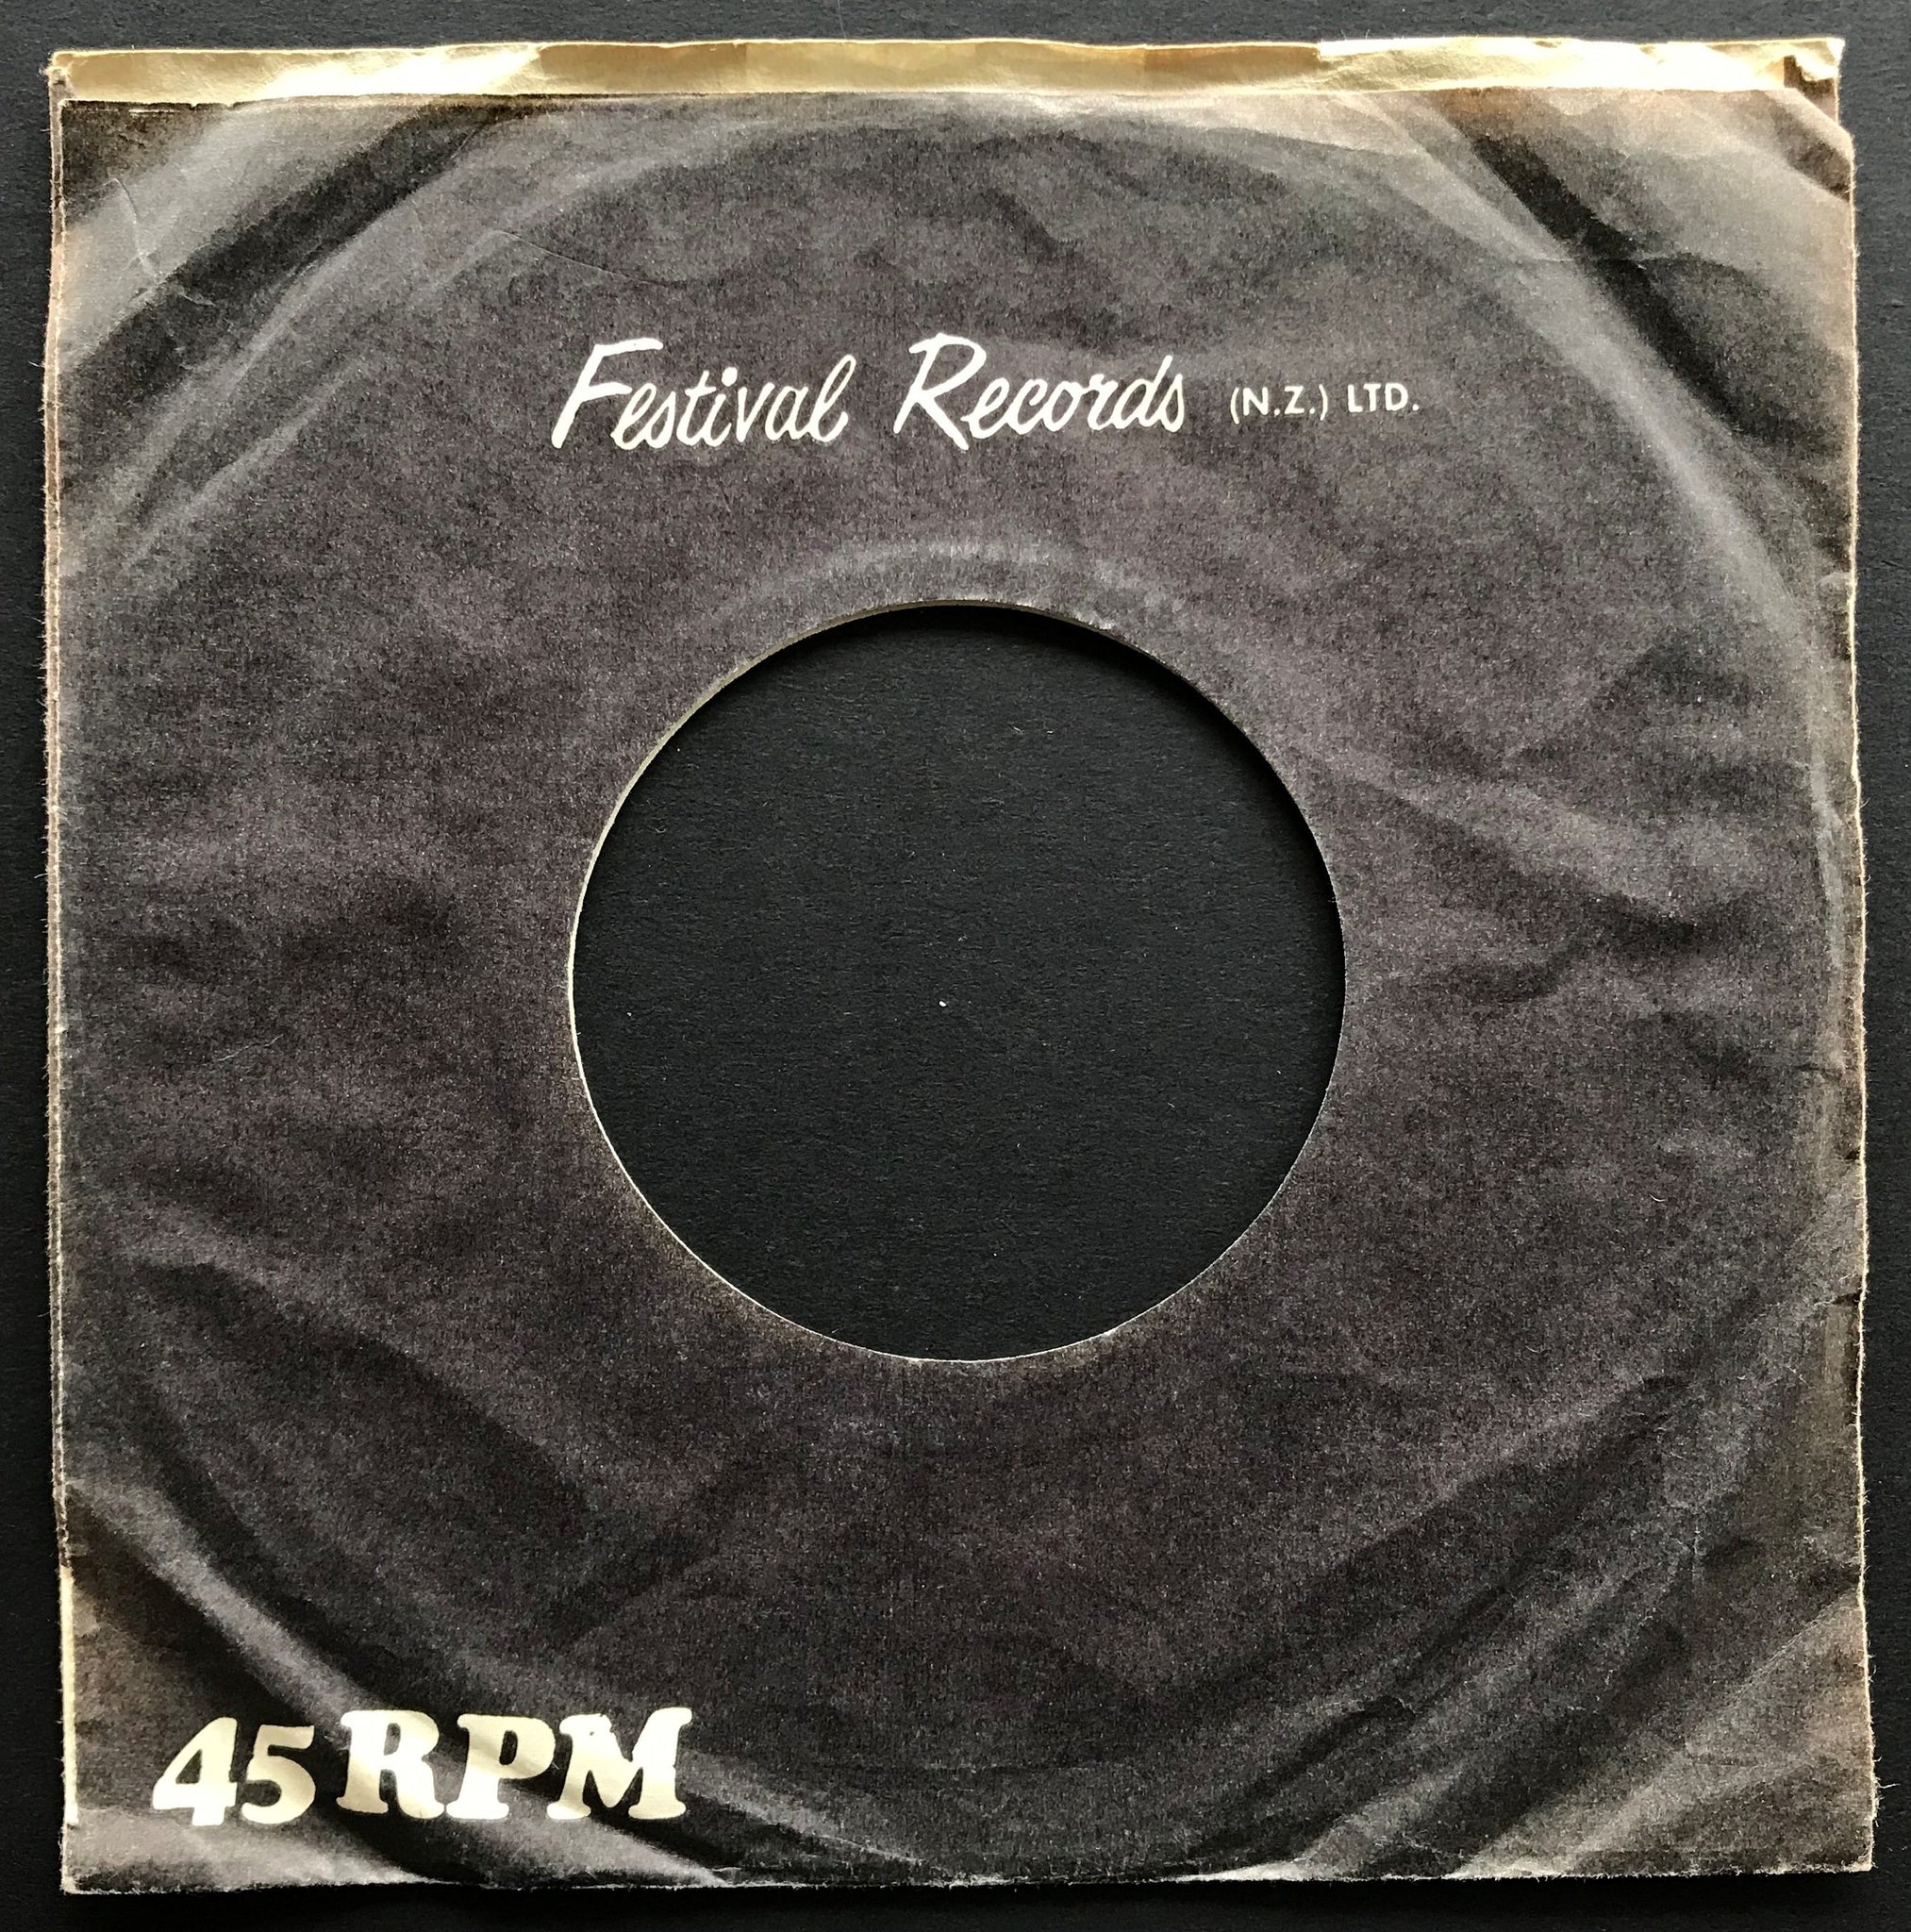 Festival Records (N.Z.) LTD.
45 RPM